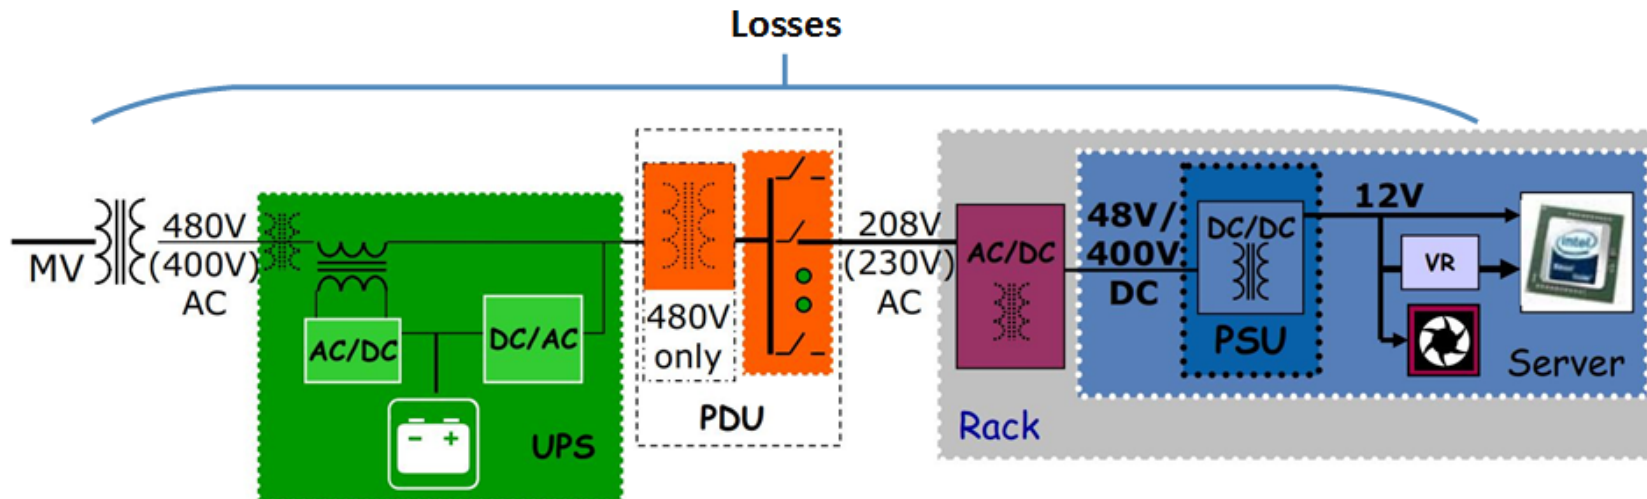 Losses
MV
480V
(400V)
AC
AC/DC
DC/AC
- +
UPS
480V
only
PDU
208V
(230V)
AC
AC/DC
Rack
48V/
400V
DC
DC/DC
PSU
12V
VR
intel
Server